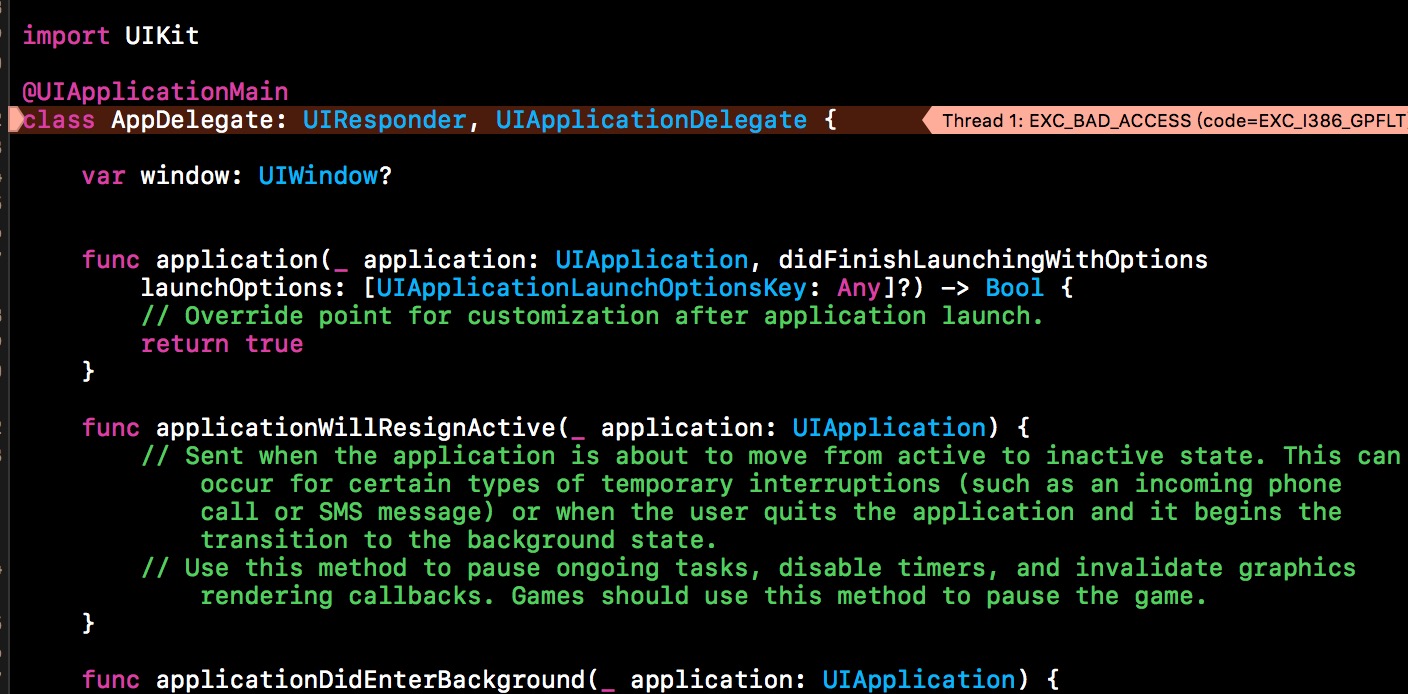 import UIKit
@UIApplicationMain
class AppDelegate: UIResponder, UIApplicationDelegate {
Thread 1: EXC_BAD_ACCESS (code=EXC_I386_GPFLT
var window: UIWindow?
func application(_ application: UIApplication, didFinishLaunchingWithOptions
launchOptions: [UIApplicationLaunchOptionsKey: Any]?) -> Bool {
// Override point for customization after application launch.
return true
}
func applicationWillResignActive(_ application: UIApplication) {
// Sent when the application is about to move from active to inactive state. This can
occur for certain types of temporary interruptions (such as an incoming phone
call or SMS message) or when the user quits the application and it begins the
transition to the background state.
// Use this method to pause ongoing tasks, disable timers, and invalidate graphics
rendering callbacks. Games should use this method to pause the game.
}
func applicationDidEnterBackground(_ application: UIApplication) {